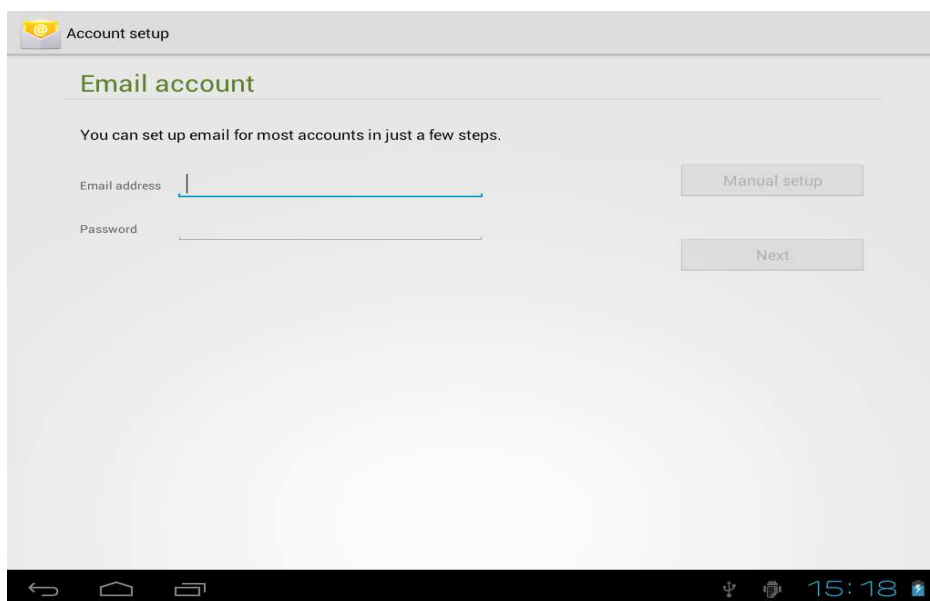 Account setup
Email account
You can set up email for most accounts in just a few steps.
Email address
Manual setup
Password
Next
15:18